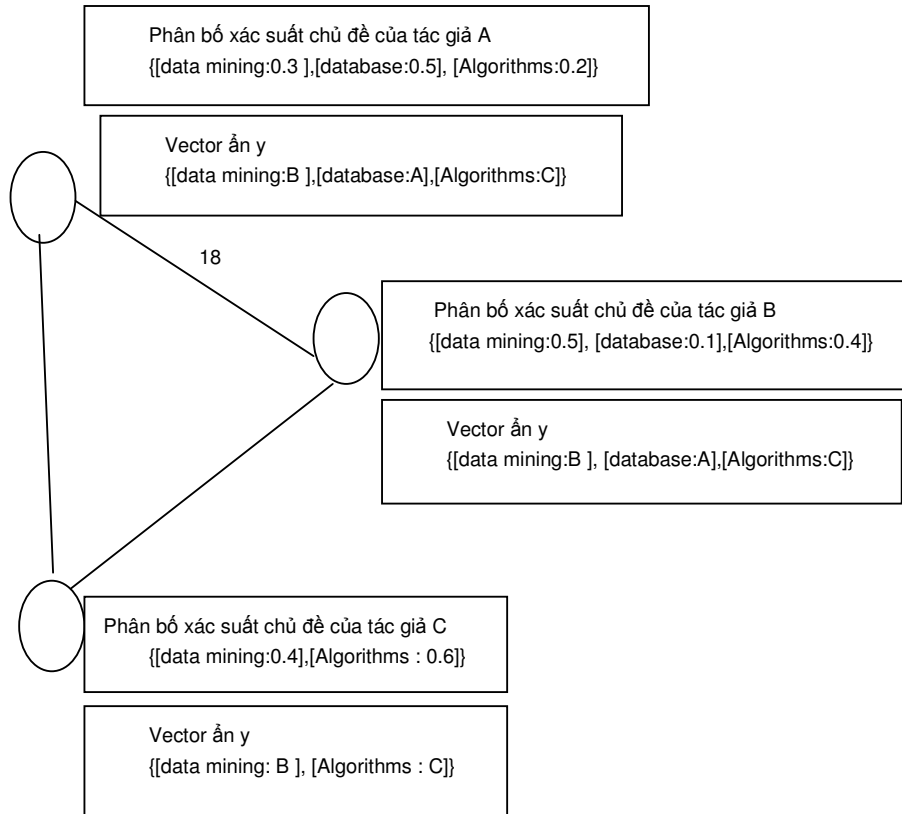 Phân bố xác suất chủ đề của tác giả A
{[data mining:0.3 ],[database:0.5], [Algorithms:0.2]}
Vector ẩn y
{[data mining:B ],[database:A],[Algorithms:C]}
18
Phân bố xác suất chủ đề của tác giả B
{[data mining:0.5], [database:0.1],[Algorithms:0.4]}
Vector ẩn y
{[data mining:B ], [database:A],[Algorithms:C]}
Phân bố xác suất chủ đề của tác giả C
{[data mining:0.4],[Algorithms : 0.6]}
Vector ẩn y
{[data mining: B ], [Algorithms : C]}